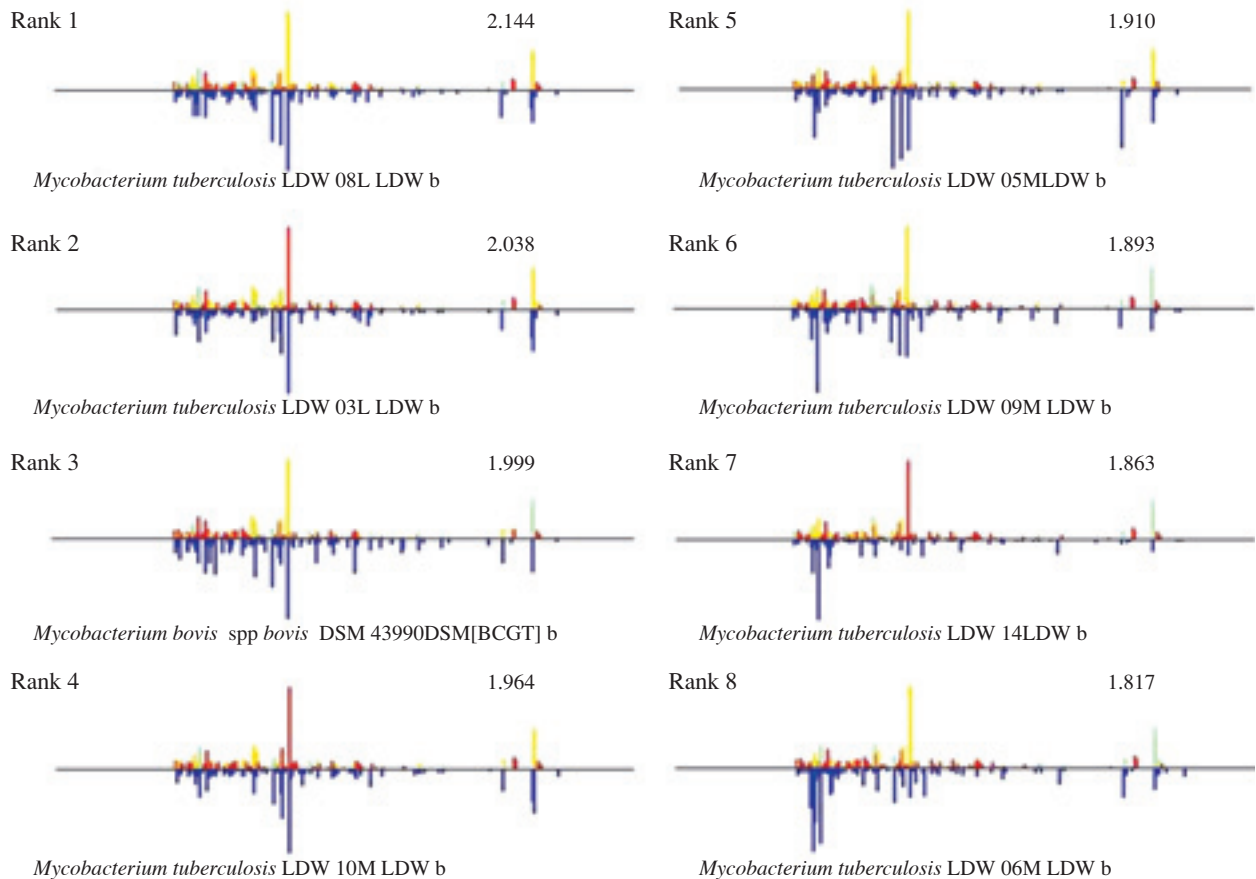 Rank 1 2.144
Mycobacterium tuberculosis LDW 08L LDW b
Rank 2 2.038
Mycobacterium tuberculosis LDW 03L LDW b
Rank 3 1.999
Mycobacterium bovis spp bovis DSM 43990DSM[BCGT] b
Rank 4 1.964
Mycobacterium tuberculosis LDW 10M LDW b
Rank 5 1.910
Mycobacterium tuberculosis LDW 05MLDW b
Rank 6 1.893
Mycobacterium tuberculosis LDW 09M LDW b
Rank 7 1.863
Mycobacterium tuberculosis LDW 14LDW b
Rank 8 1.817
Mycobacterium tuberculosis LDW 06M LDW b